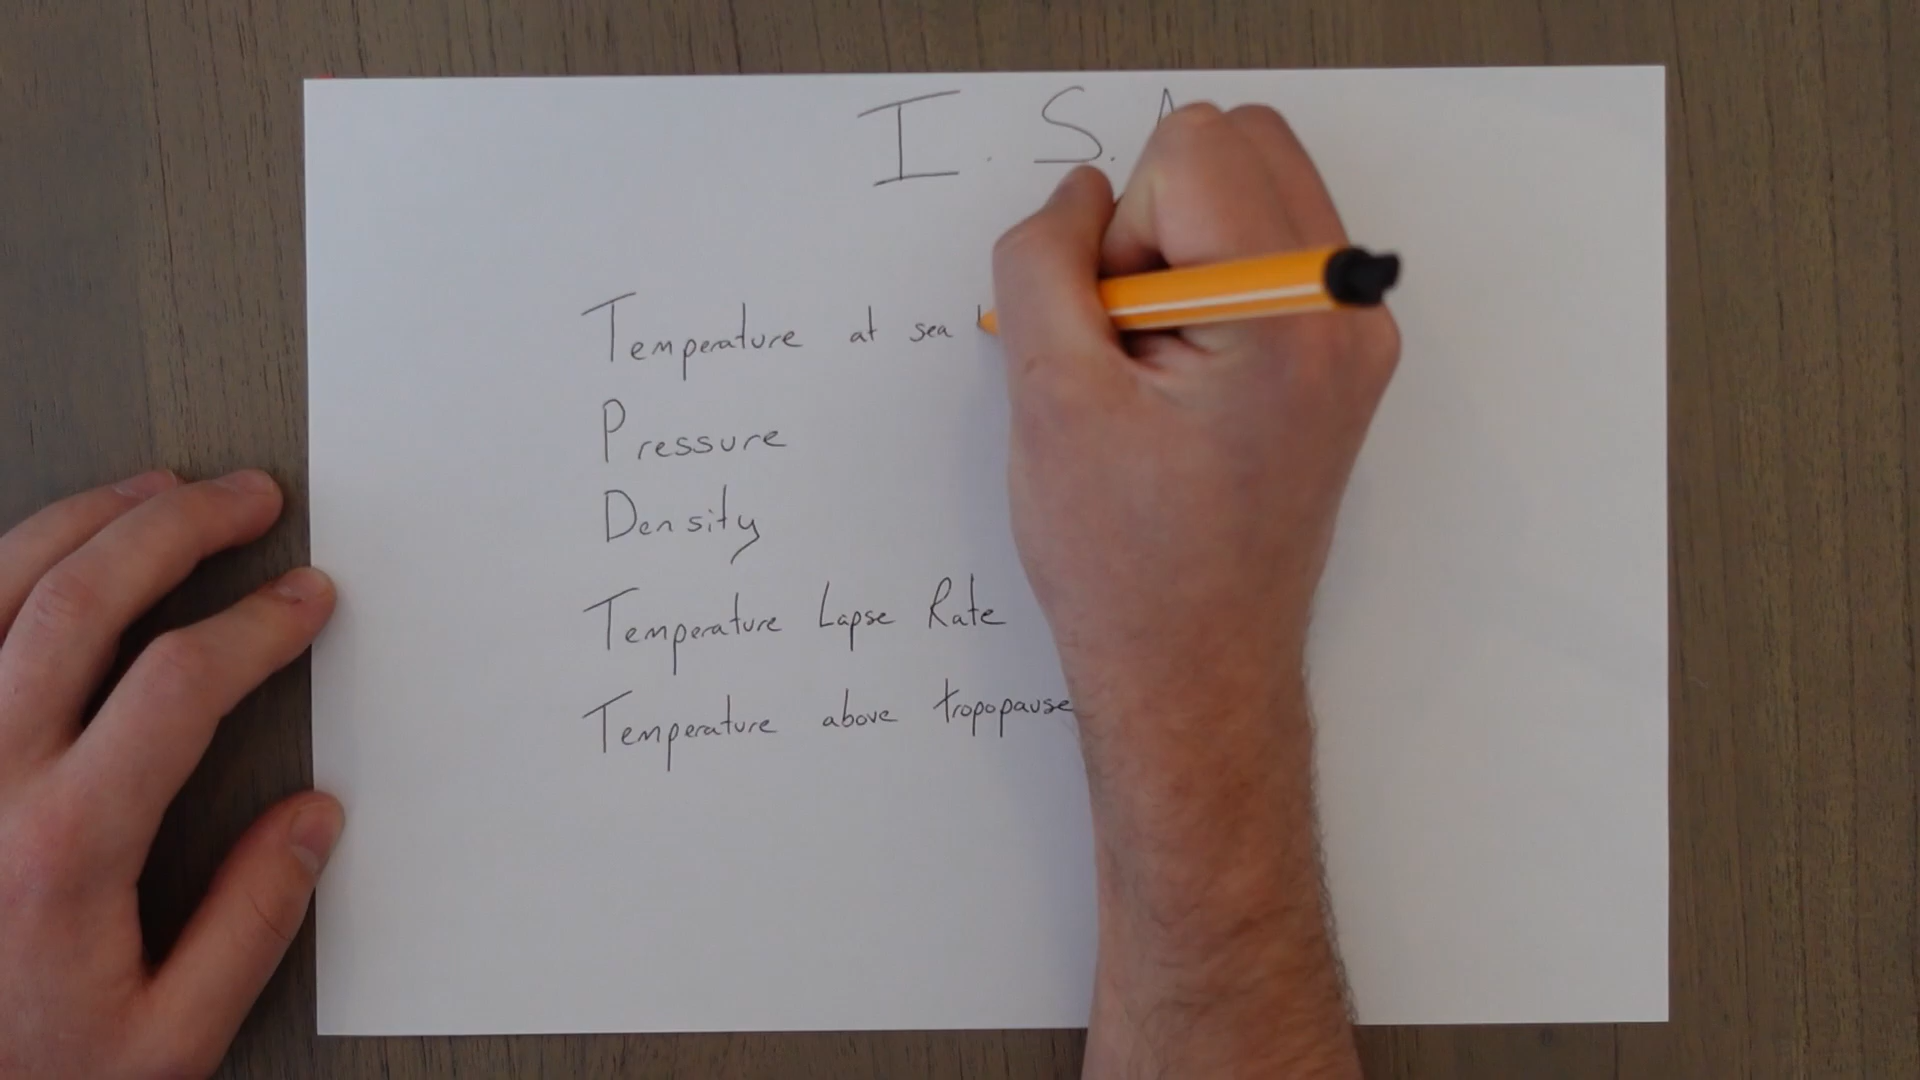 I. S. A
Temperature at sea
Pressure
Density
Temperature Lapse Rate
Temperature above tropopause